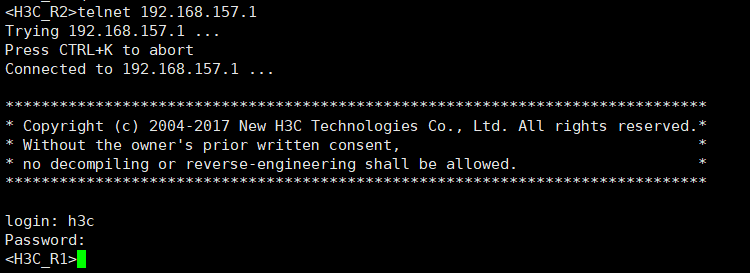 <H3C_R2>telnet 192.168.157.1
Trying 192.168.157.1 ...
Press CTRL+K to abort
Connected to 192.168.157.1 ...
******************************************************************************
* Copyright (c) 2004-2017 New H3C Technologies Co., Ltd. All rights reserved.*
* Without the owner's prior written consent,                                 *
* no decompiling or reverse-engineering shall be allowed.                    *
******************************************************************************
login: h3c
Password:
<H3C_R1>